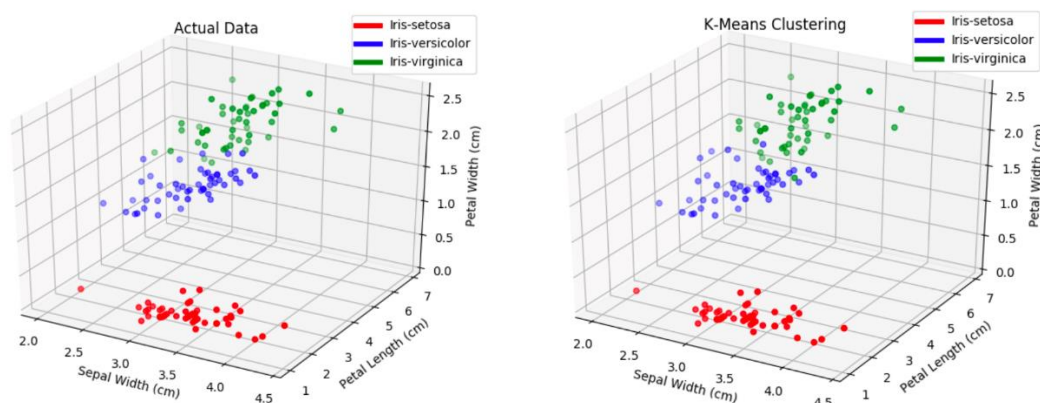 Actual Data
Iris-setosa
Iris-versicolor
Iris-virginica
2.5
2.0
1.5
1.0
0.5
0.0
Petal Width (cm)
2.0
2.5
3.0
3.5
4.0
4.5
Sepal Width (cm)
1
2
3
4
5
6
7
Petal Length (cm)
K-Means Clustering
Iris-setosa
Iris-versicolor
Iris-virginica
2.5
2.0
1.5
1.0
0.5
0.0
Petal Width (cm)
2.0
2.5
3.0
3.5
4.0
4.5
Sepal Width (cm)
1
2
3
4
5
6
7
Petal Length (cm)